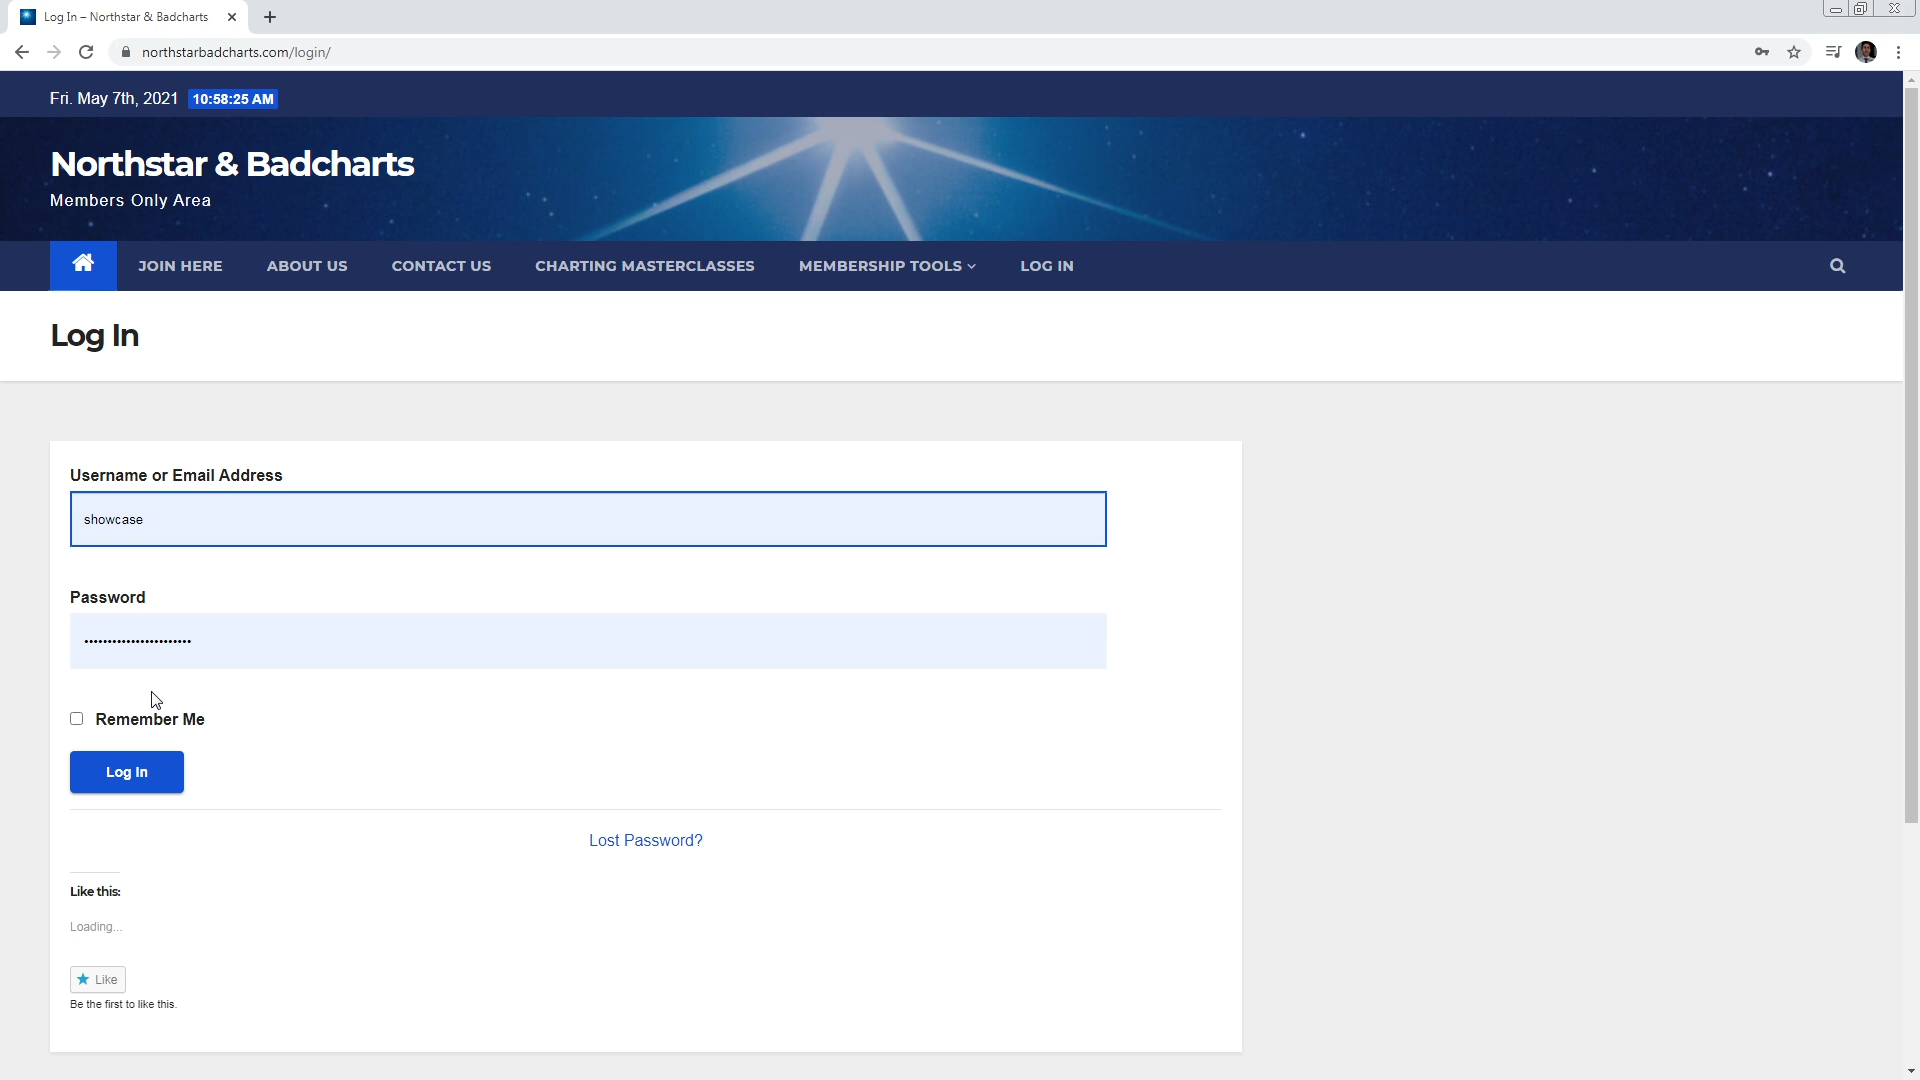 Log In – Northstar & Badcharts
northstarbadcharts.com/login/
Fri. May 7th, 2021 10:58:25 AM
Northstar & Badcharts
Members Only Area
JOIN HERE ABOUT US CONTACT US CHARTING MASTERCLASSES MEMBERSHIP TOOLS LOG IN
Log In
Username or Email Address
showcase
Password
•••••••••••••••••••••••
Remember Me
Log In
Lost Password?
Like this:
Loading...
Like
Be the first to like this.